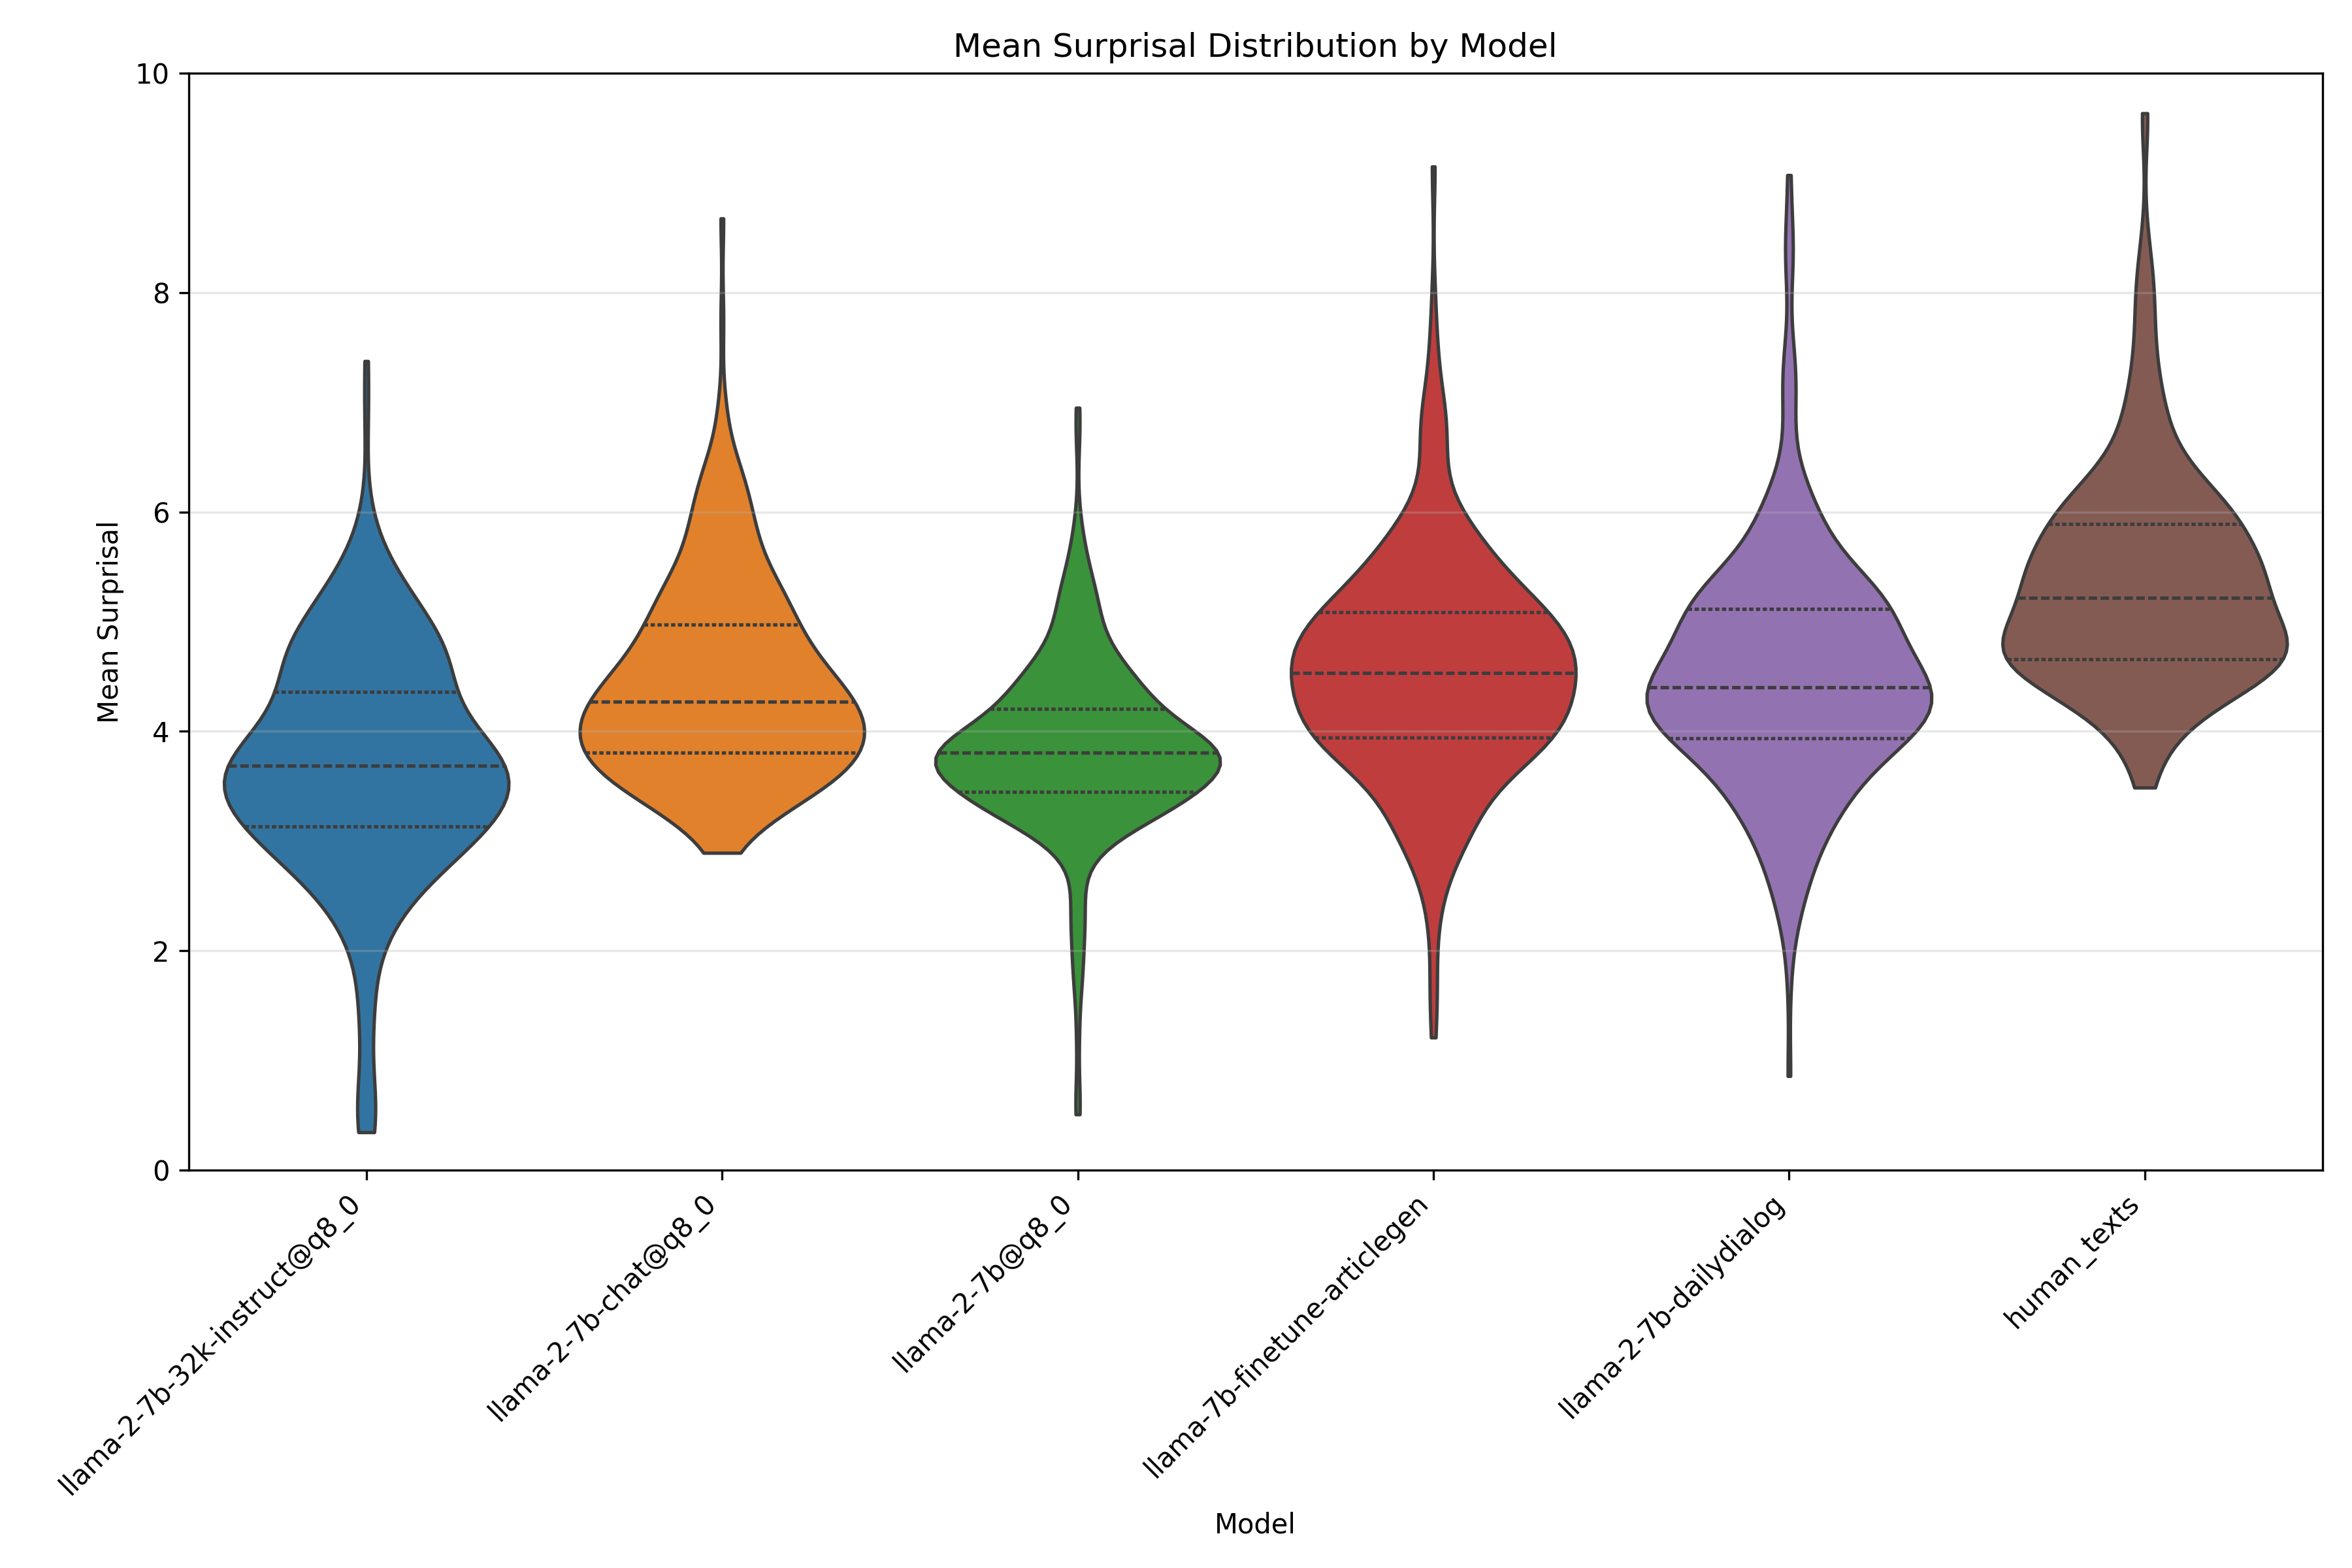 Mean Surprisal Distribution by Model
10
8
6
4
2
0
Mean Surprisal
llama-2-7b-32k-instruct@q8_0
llama-2-7b-chat@q8_0
llama-2-7b@q8_0
llama-7b-finetune-articlegen
llama-2-7b-dailydialog
human_texts
Model